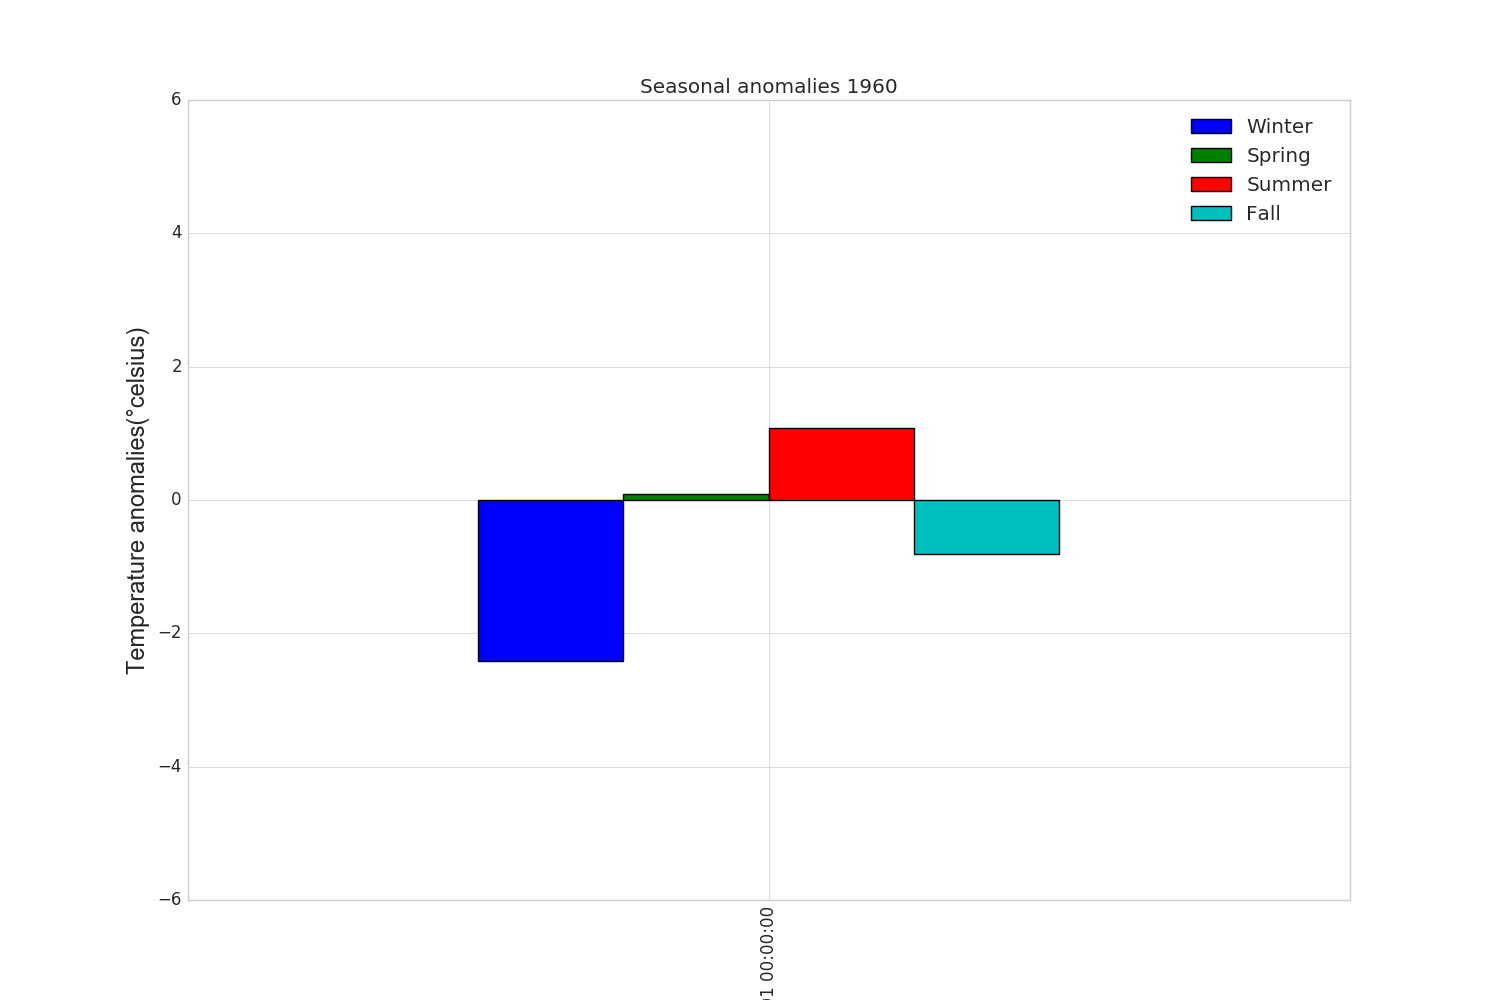 Seasonal anomalies 1960
Winter
Spring
Summer
Fall
Temperature anomalies(°celsius)
6
4
2
0
−2
−4
−6
00:00:00